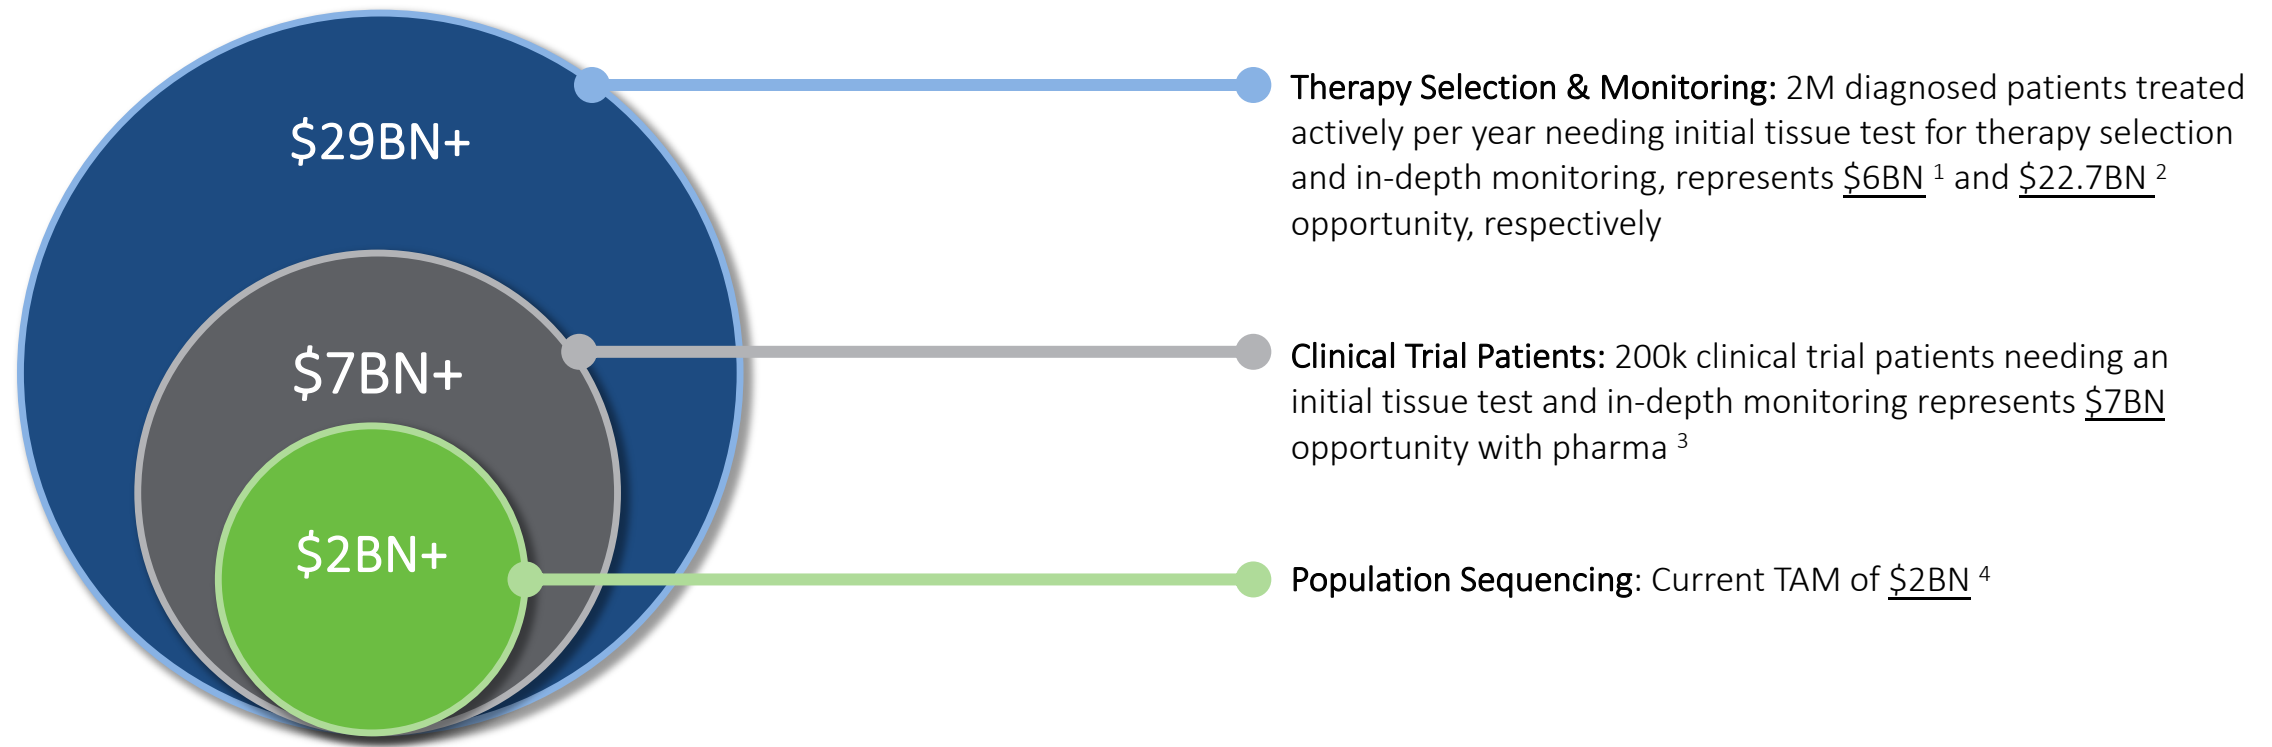 $29BN+
Therapy Selection & Monitoring: 2M diagnosed patients treated
actively per year needing initial tissue test for therapy selection
and in-depth monitoring, represents $6BN ¹ and $22.7BN ²
opportunity, respectively
$7BN+
Clinical Trial Patients: 200k clinical trial patients needing an
initial tissue test and in-depth monitoring represents $7BN
opportunity with pharma ³
$2BN+
Population Sequencing: Current TAM of $2BN ⁴